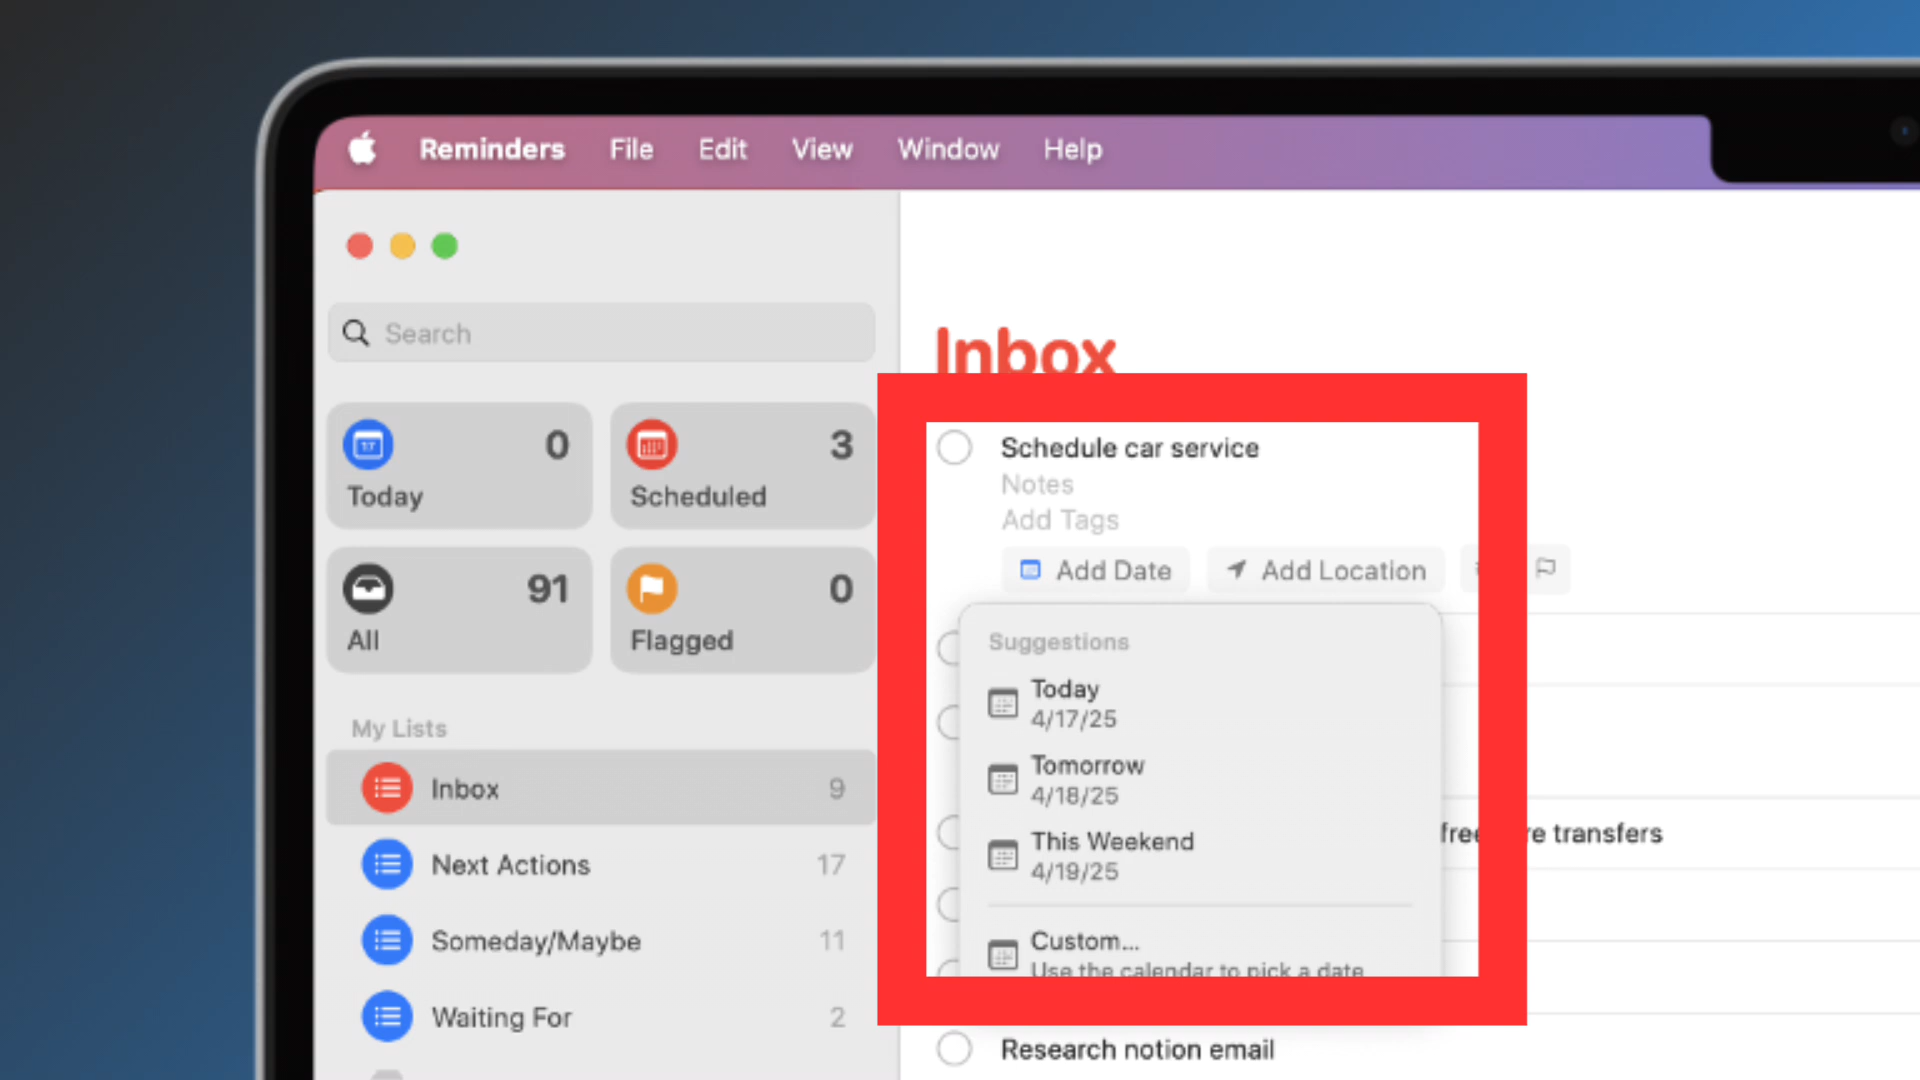 Reminders File Edit View Window Help
Search
0
Today
3
Scheduled
91
All
0
Flagged
My Lists
Inbox 9
Next Actions 17
Someday/Maybe 11
Waiting For 2
Inbox
Schedule car service
Notes
Add Tags
Add Date Add Location
Suggestions
Today
4/17/25
Tomorrow
4/18/25
This Weekend
4/19/25
Custom...
Use the calendar to pick a date
transfers
Research notion email